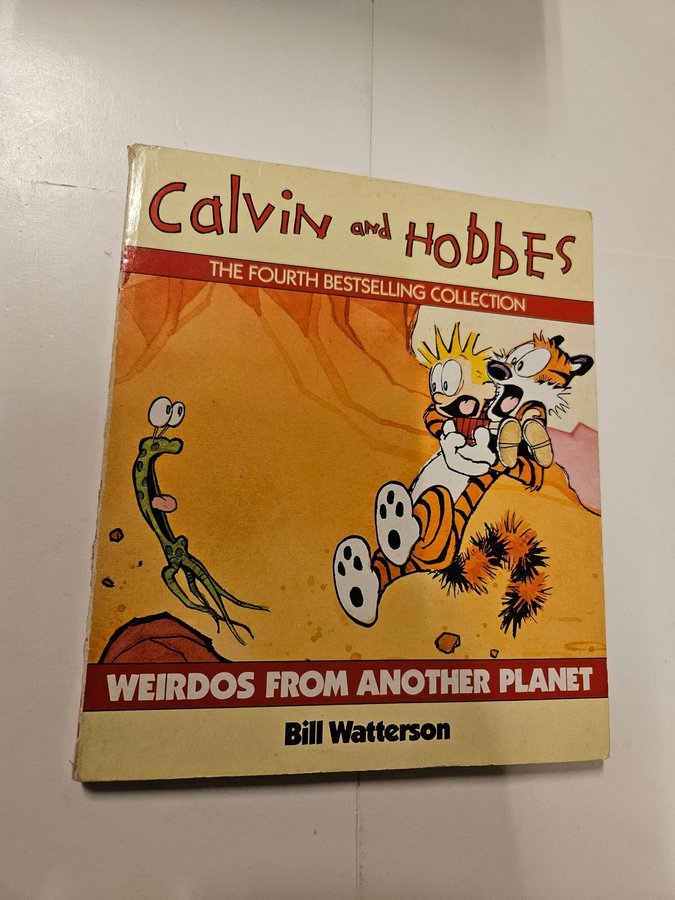 Calvin and Hobbes
THE FOURTH BESTSELLING COLLECTION
WEIRDOS FROM ANOTHER PLANET
Bill Watterson